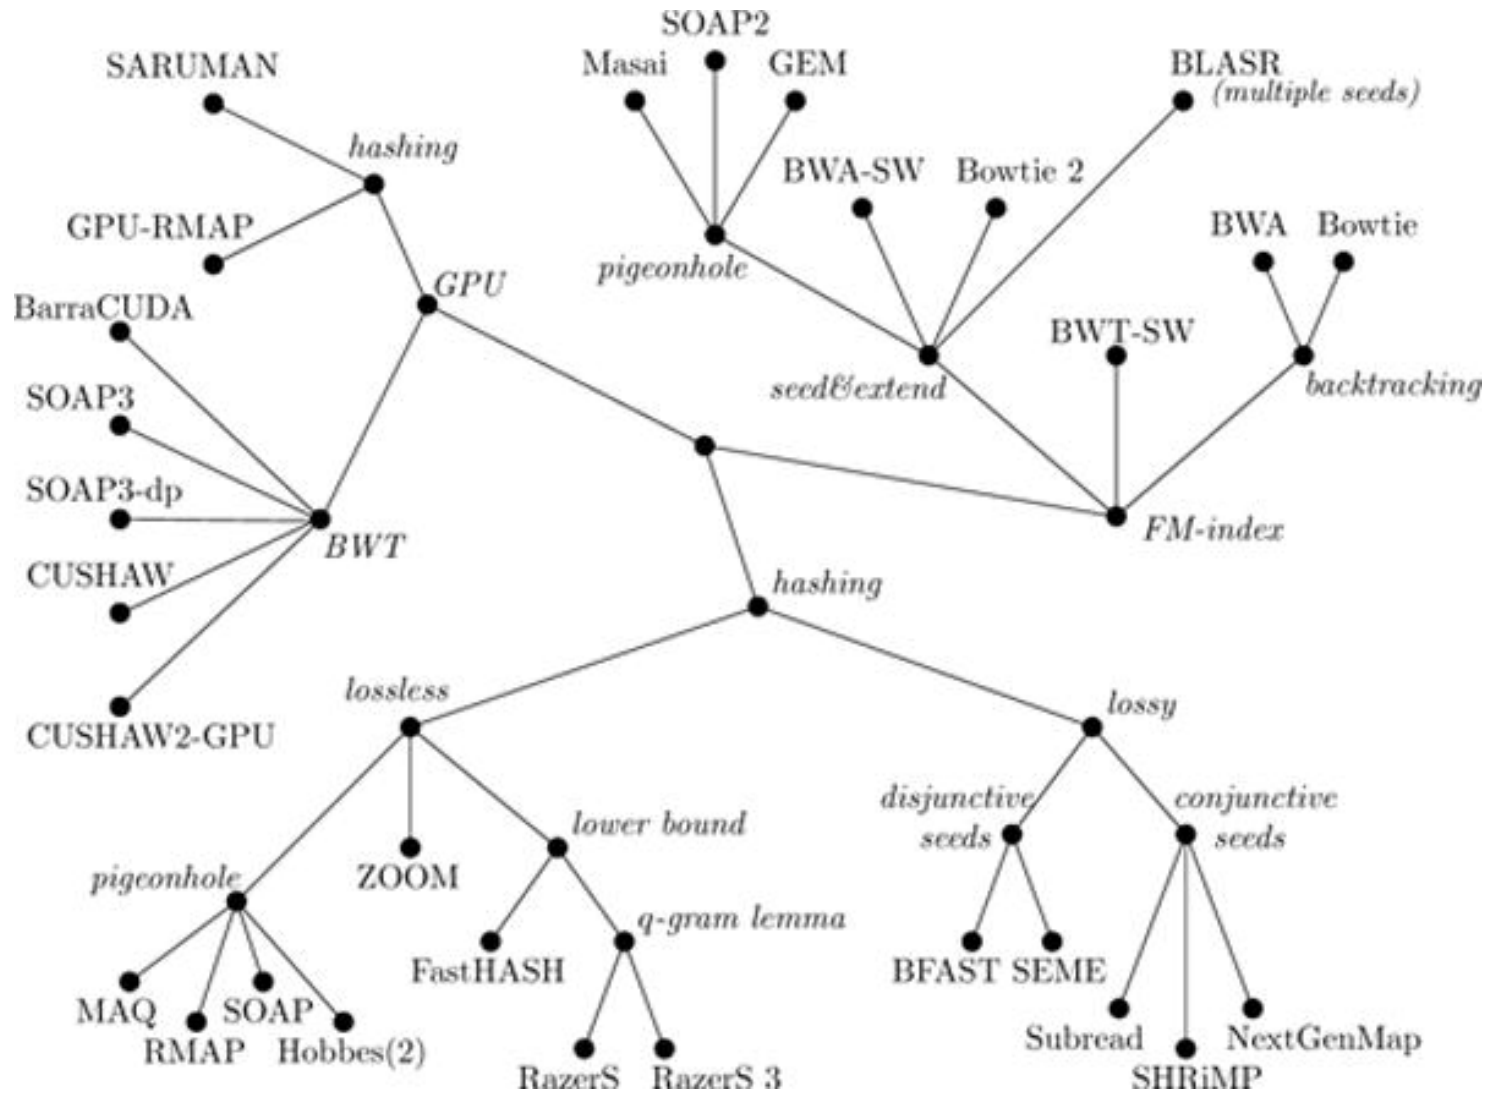 SOAP2
SARUMAN
Masai
GEM
BLASR
(multiple seeds)
hashing
BWA-SW
Bowtie 2
GPU-RMAP
BWA
Bowtie
pigeonhole
GPU
BarraCUDA
BWT-SW
seed&extend
backtracking
SOAP3
SOAP3-dp
FM-index
BWT
CUSHAW
hashing
lossless
lossy
CUSHAW2-GPU
disjunctive
seeds
conjunctive
seeds
lower bound
pigeonhole
ZOOM
q-gram lemma
FastHASH
BFAST
SEME
MAQ
SOAP
RMAP
Hobbes(2)
Subread
NextGenMap
RazerS
RazerS 3
SHRiMP